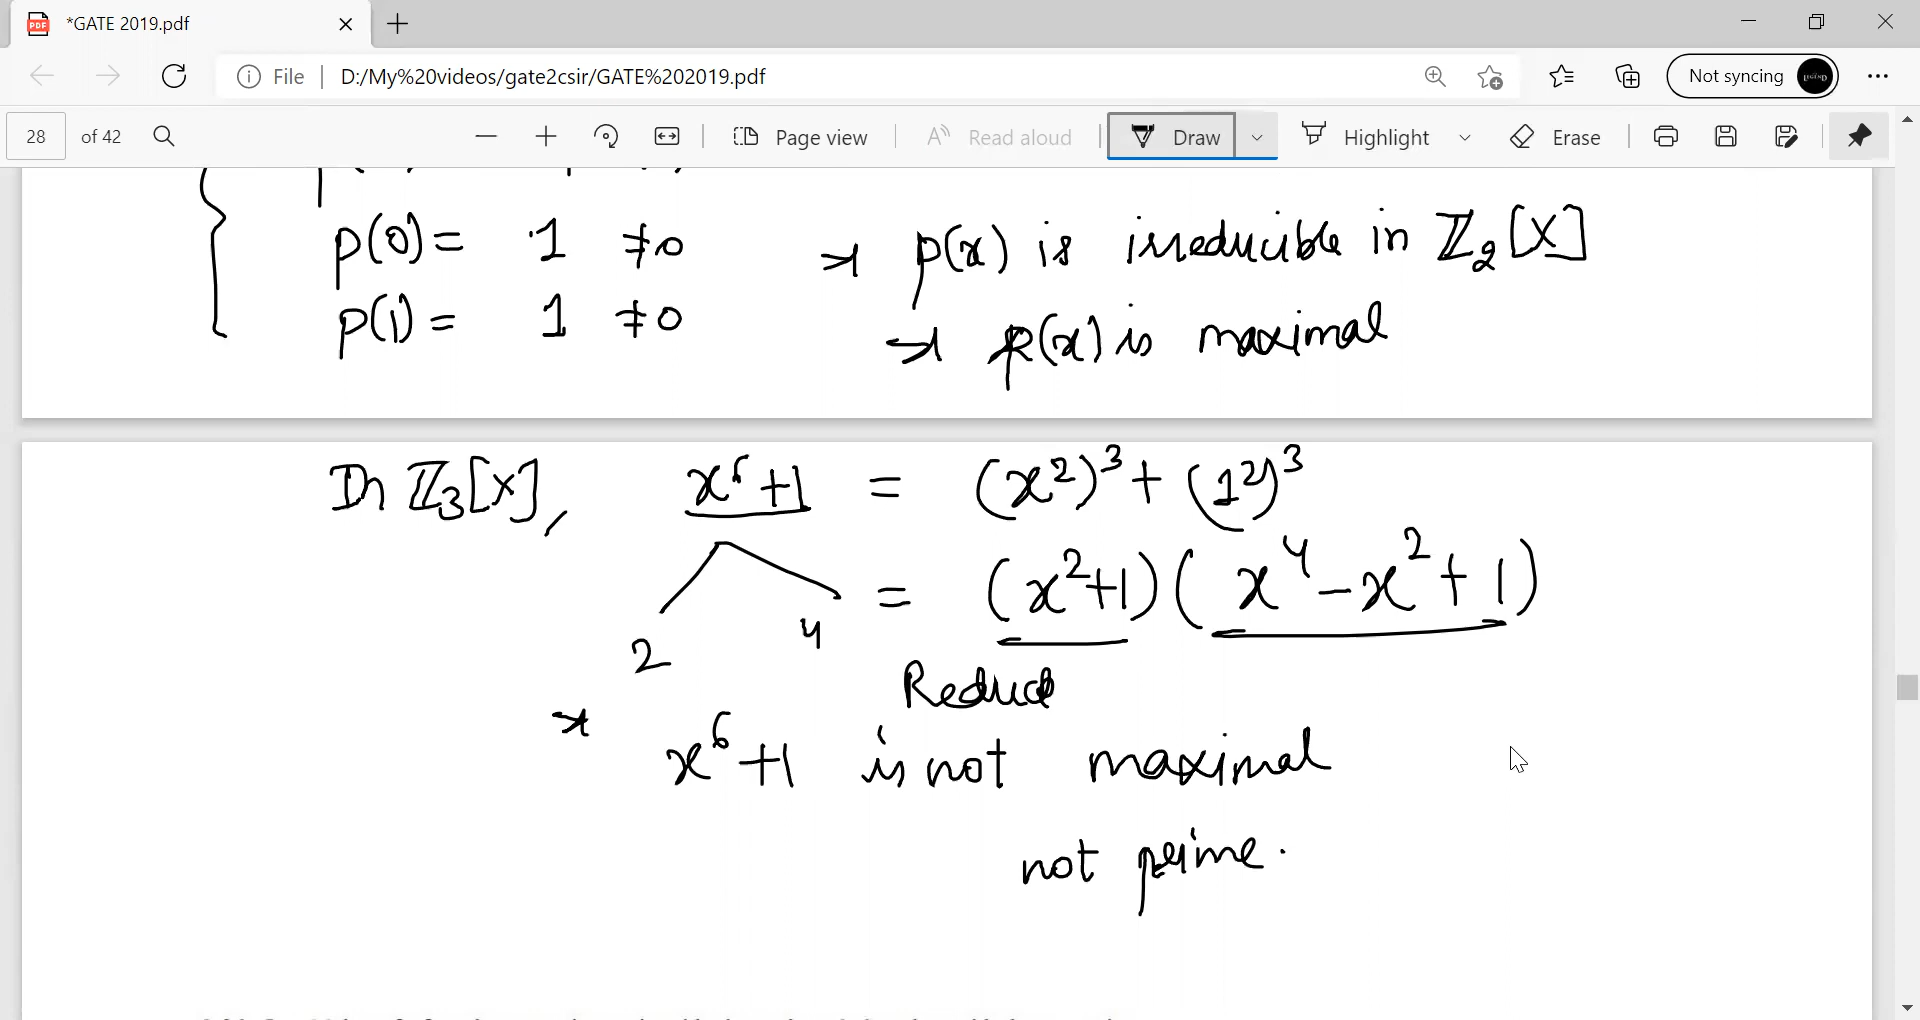 *GATE 2019.pdf
File | D:/My%20videos/gate2csir/GATE%202019.pdf
Not syncing
28 of 42
Page view
Read aloud
Draw
Highlight
Erase
p(0) = 1 ≠0 → p(x) is irreducible in ℤ₂[X]
p(1) = 1 ≠0
→ p(x) is maximal
In ℤ₃[X], x⁶+1 = (x²)³ + (1²)³
= (x²+1)(x⁴-x²+1)
2 4
Reduce
→ x⁶+1 is not maximal
not prime.